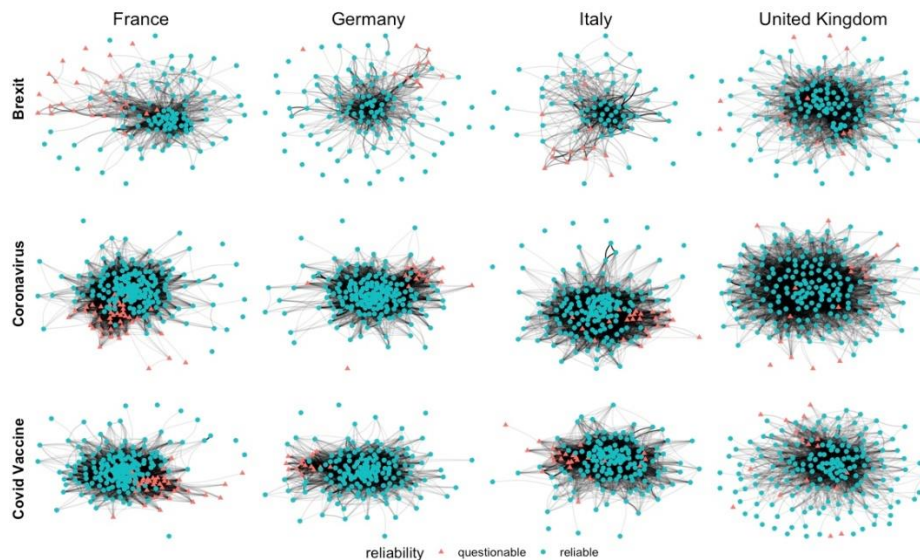 France Germany Italy United Kingdom
Brexit
Coronavirus
Covid Vaccine
reliability questionable reliable